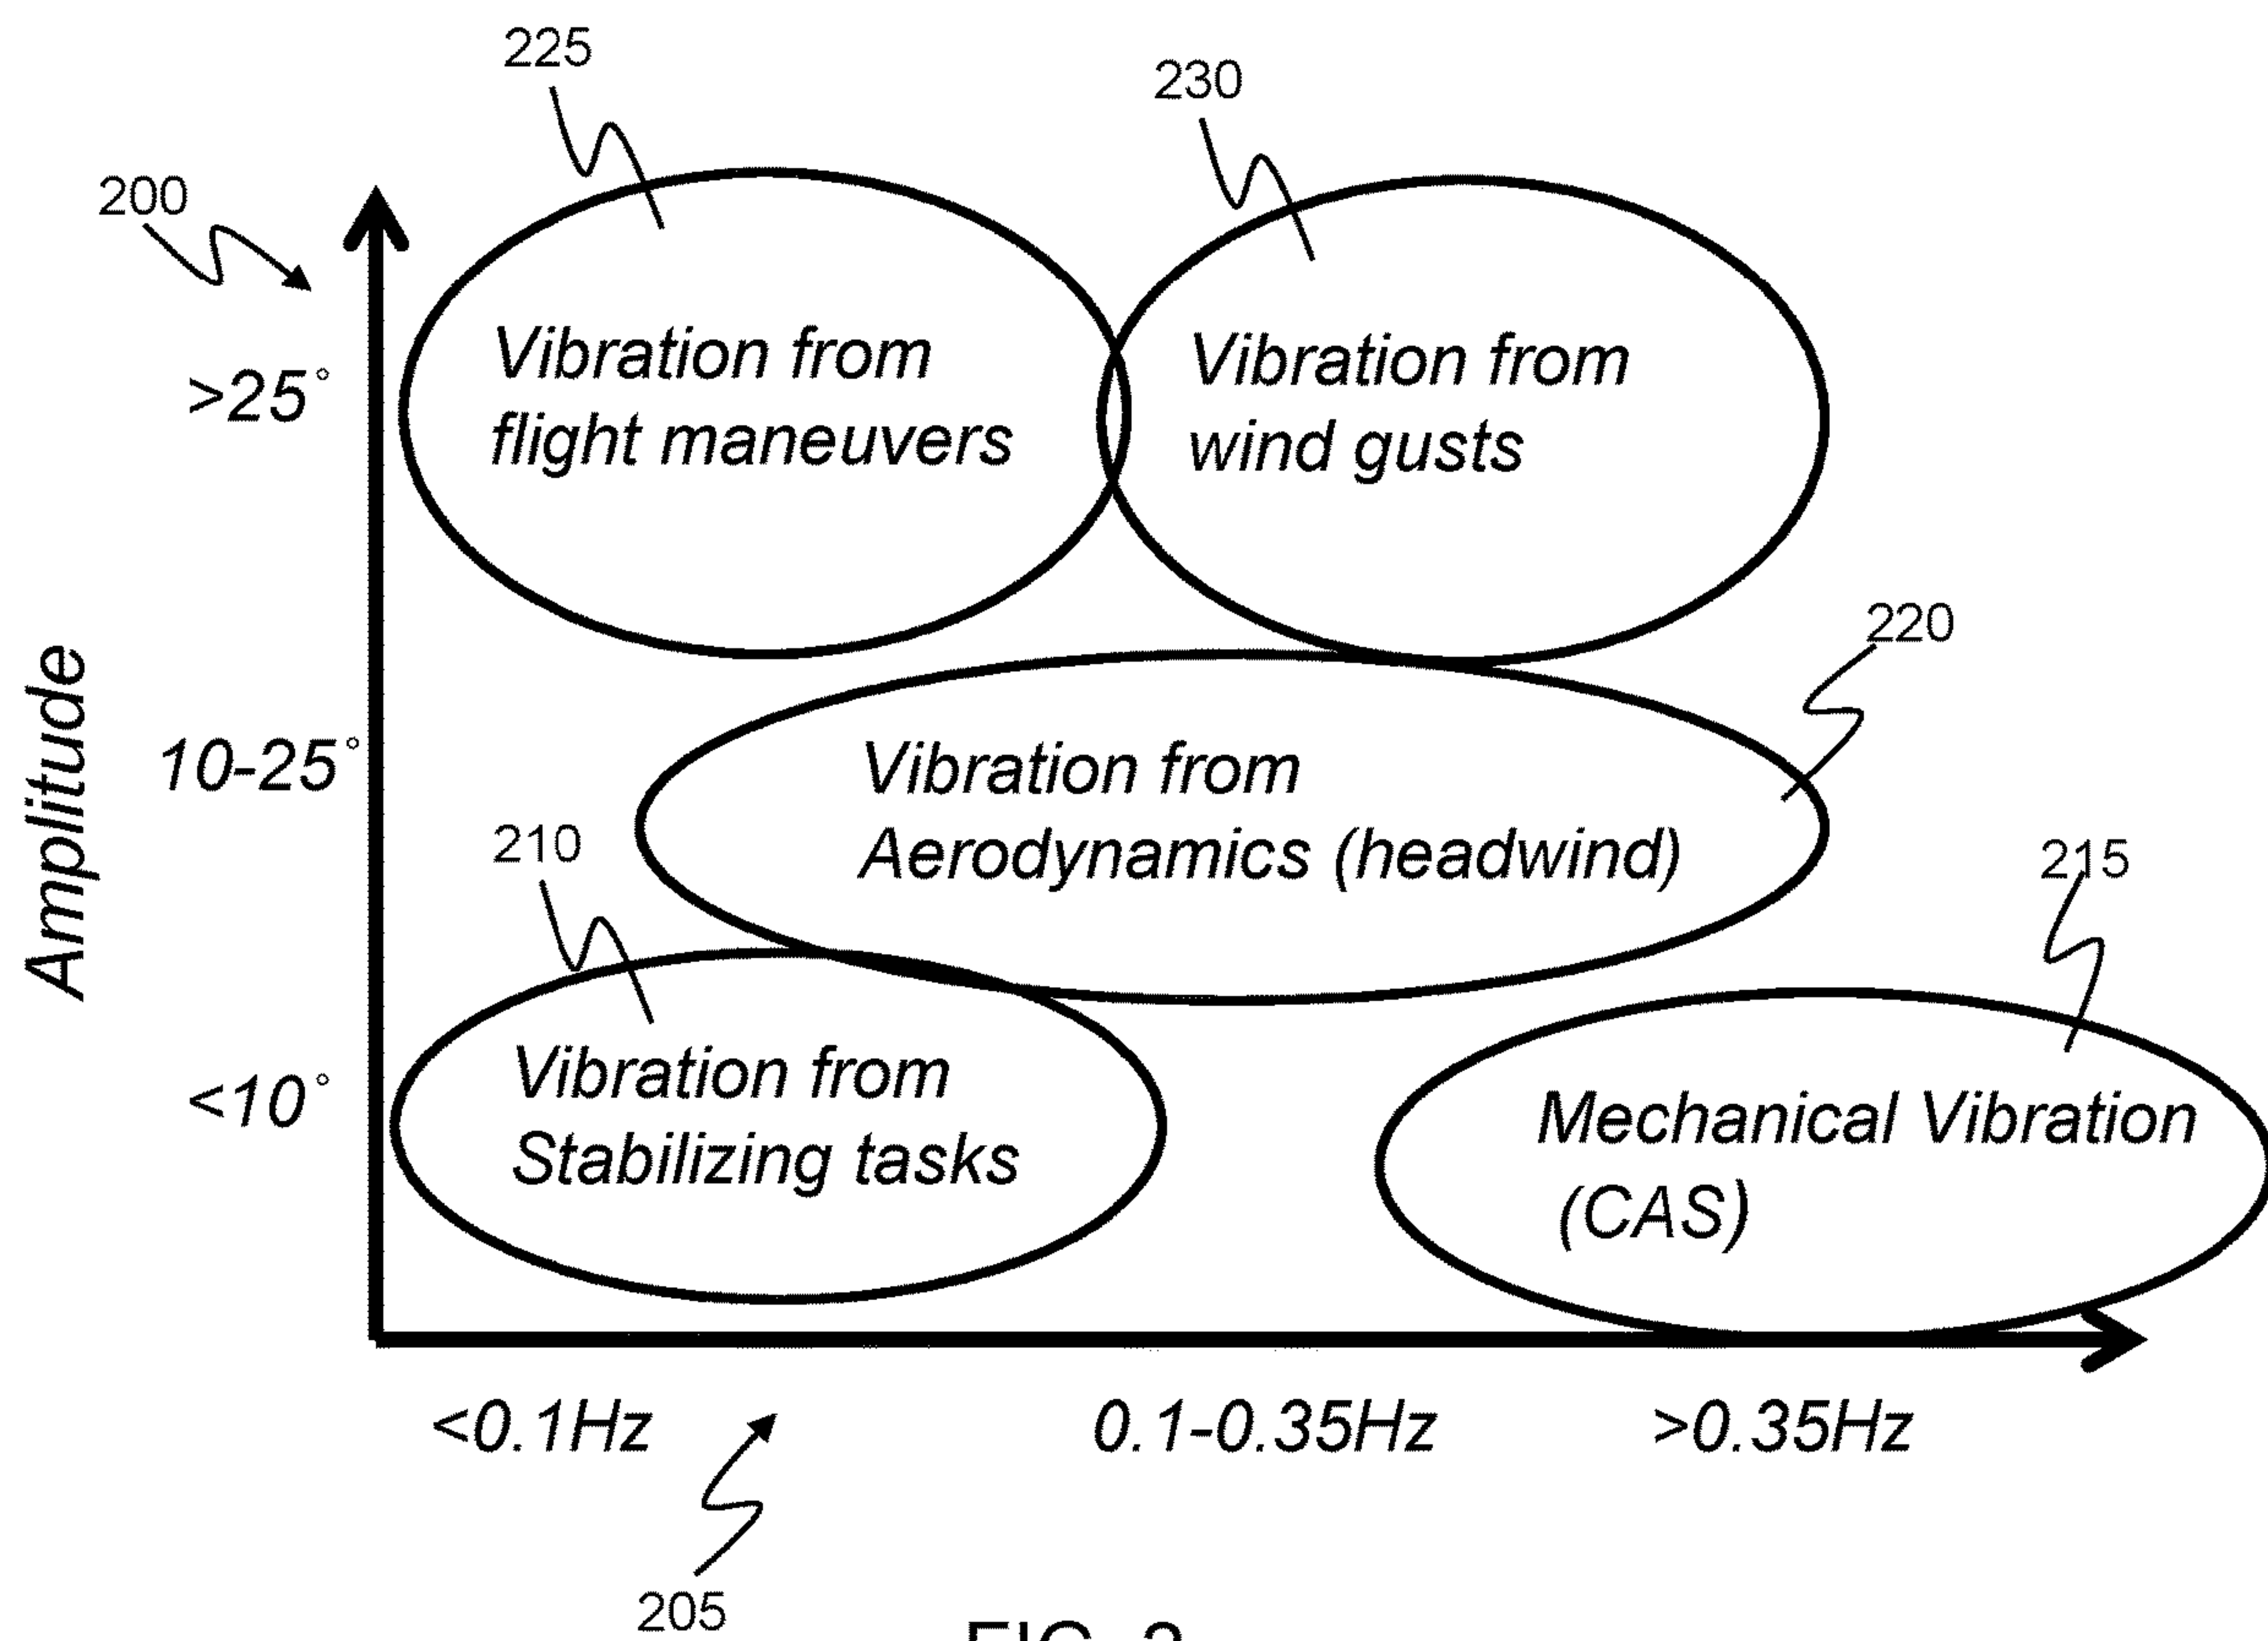 225
230
200
Vibration from
flight maneuvers
Vibration from
wind gusts
>25°
220
Amplitude
10-25°
Vibration from
Aerodynamics (headwind)
210
215
<10°
Vibration from
Stabilizing tasks
Mechanical Vibration
(CAS)
<0.1Hz
0.1-0.35Hz
>0.35Hz
205